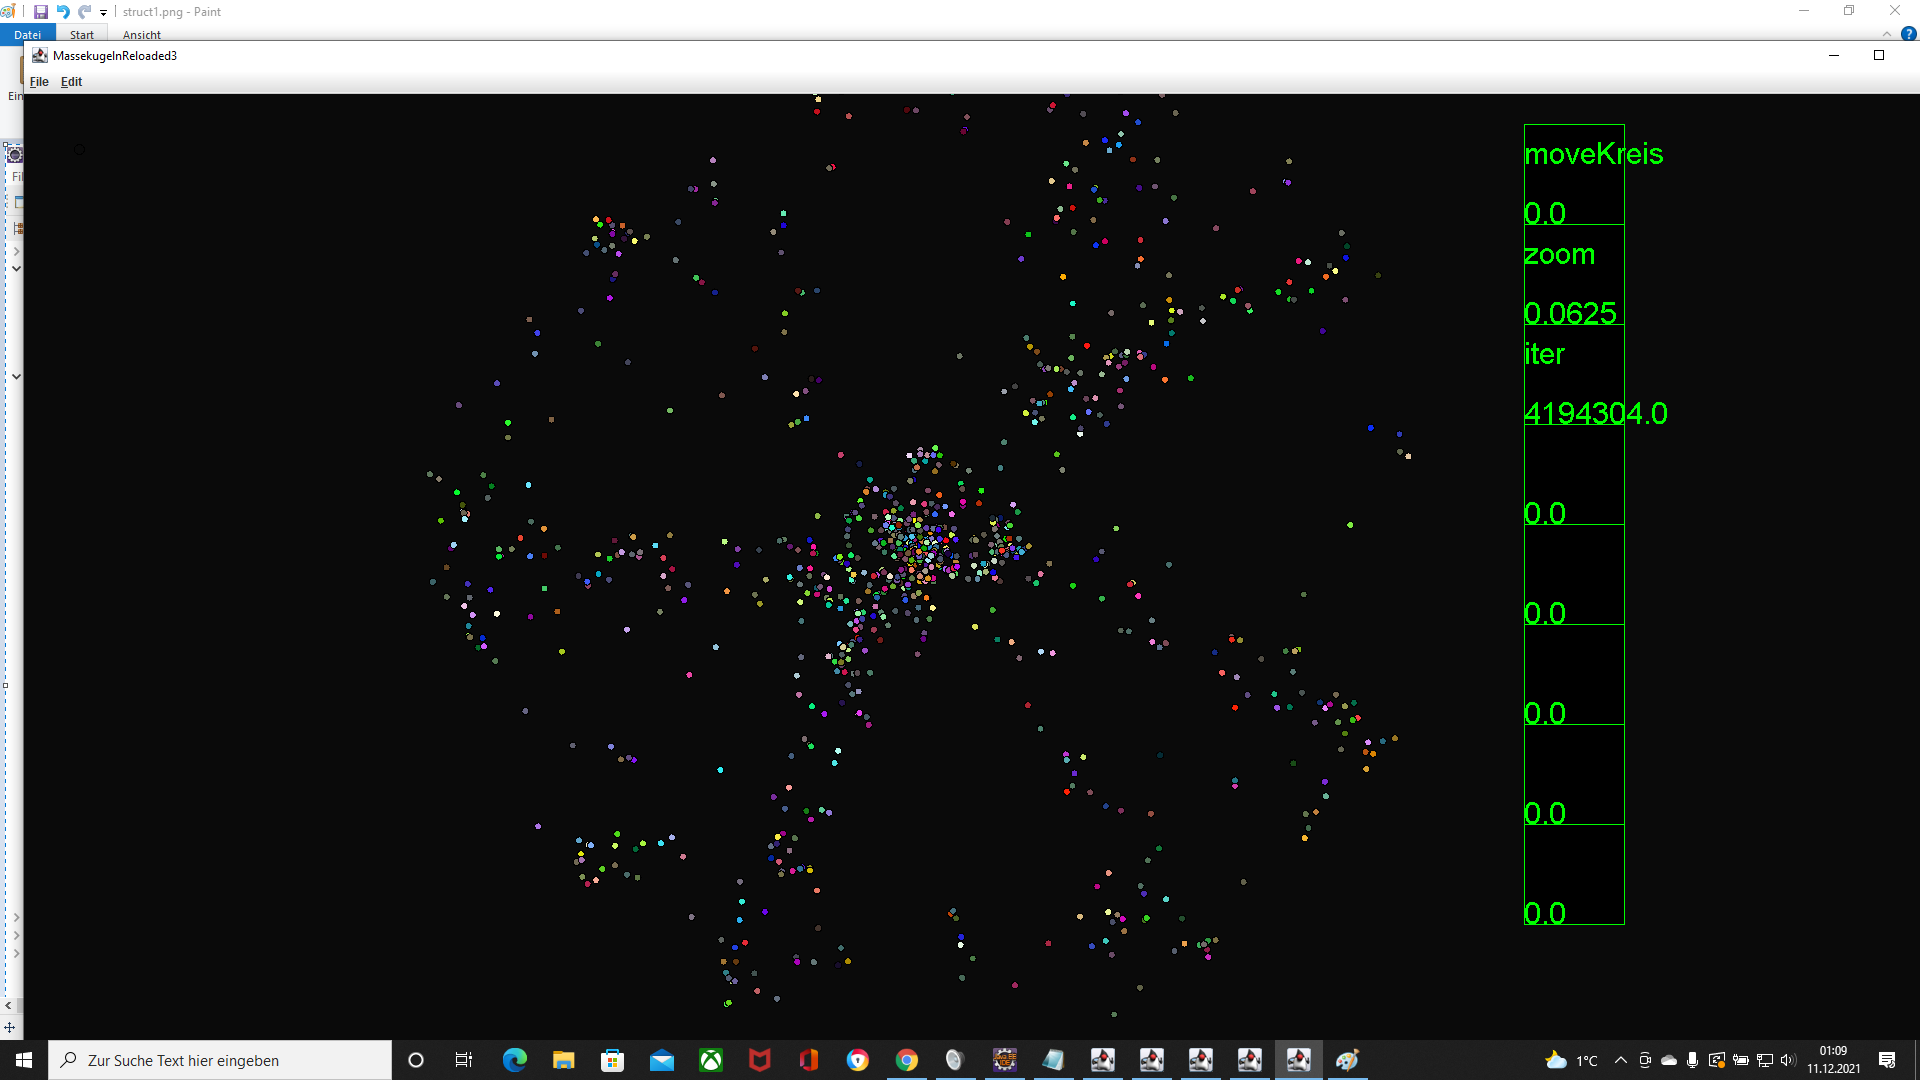 struct1.png - Paint
Datei Start Ansicht
MassekugelnReloaded3
File Edit
Ein
Fil
moveKreis
0.0
zoom
0.0625
iter
4194304.0
0.0
0.0
0.0
0.0
0.0
Zur Suche Text hier eingeben
1°C
01:09
11.12.2021